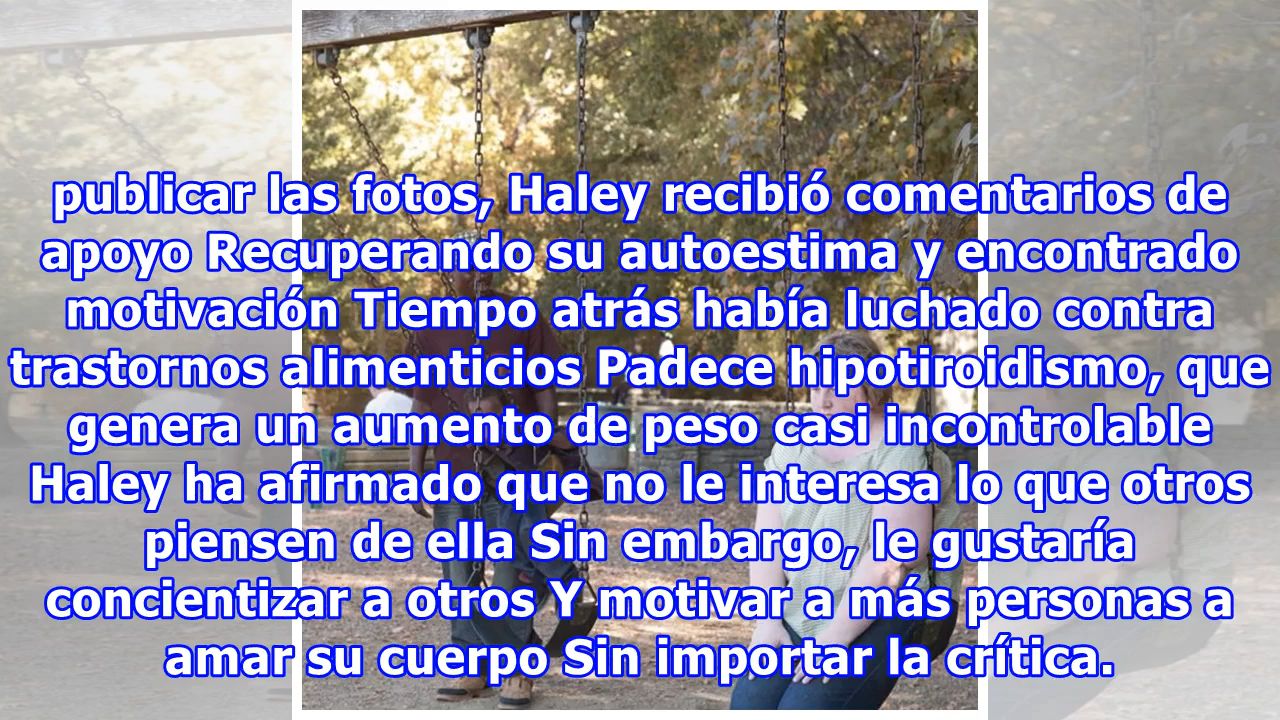 publicar las fotos, Haley recibió comentarios de
apoyo Recuperando su autoestima y encontrado
motivación Tiempo atrás había luchado contra
trastornos alimenticios Padece hipotiroidismo, que
genera un aumento de peso casi incontrolable
Haley ha afirmado que no le interesa lo que otros
piensen de ella Sin embargo, le gustaría
concientizar a otros Y motivar a más personas a
amar su cuerpo Sin importar la crítica.